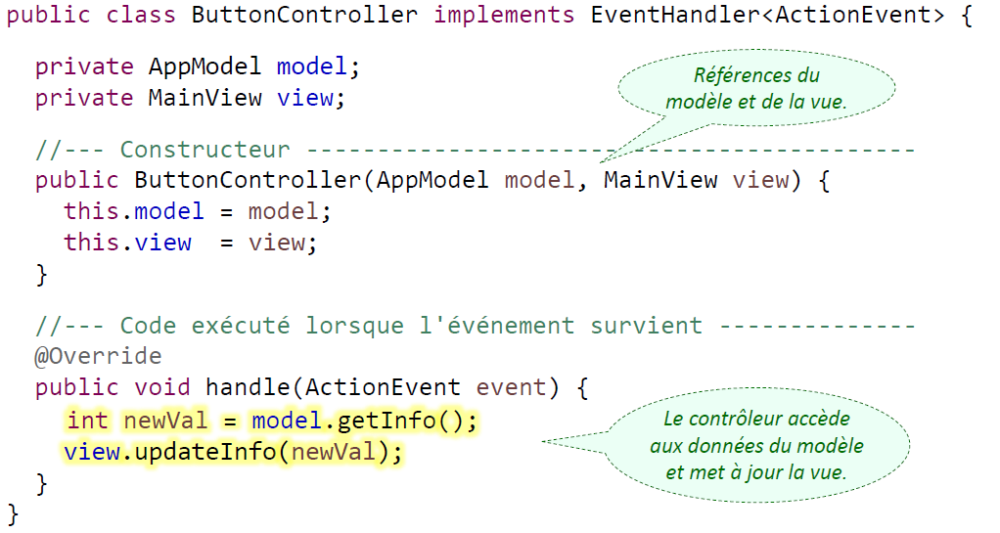 public class ButtonController implements EventHandler<ActionEvent> {
private AppModel model;
private MainView view;
Références du
modèle et de la vue.
//--- Constructeur -------------------------------------------
public ButtonController(AppModel model, MainView view) {
this.model = model;
this.view  = view;
}
//--- Code exécuté lorsque l'événement survient --------------
@Override
public void handle(ActionEvent event) {
int newVal = model.getInfo();
view.updateInfo(newVal);
Le contrôleur accède
aux données du modèle
et met à jour la vue.
}
}